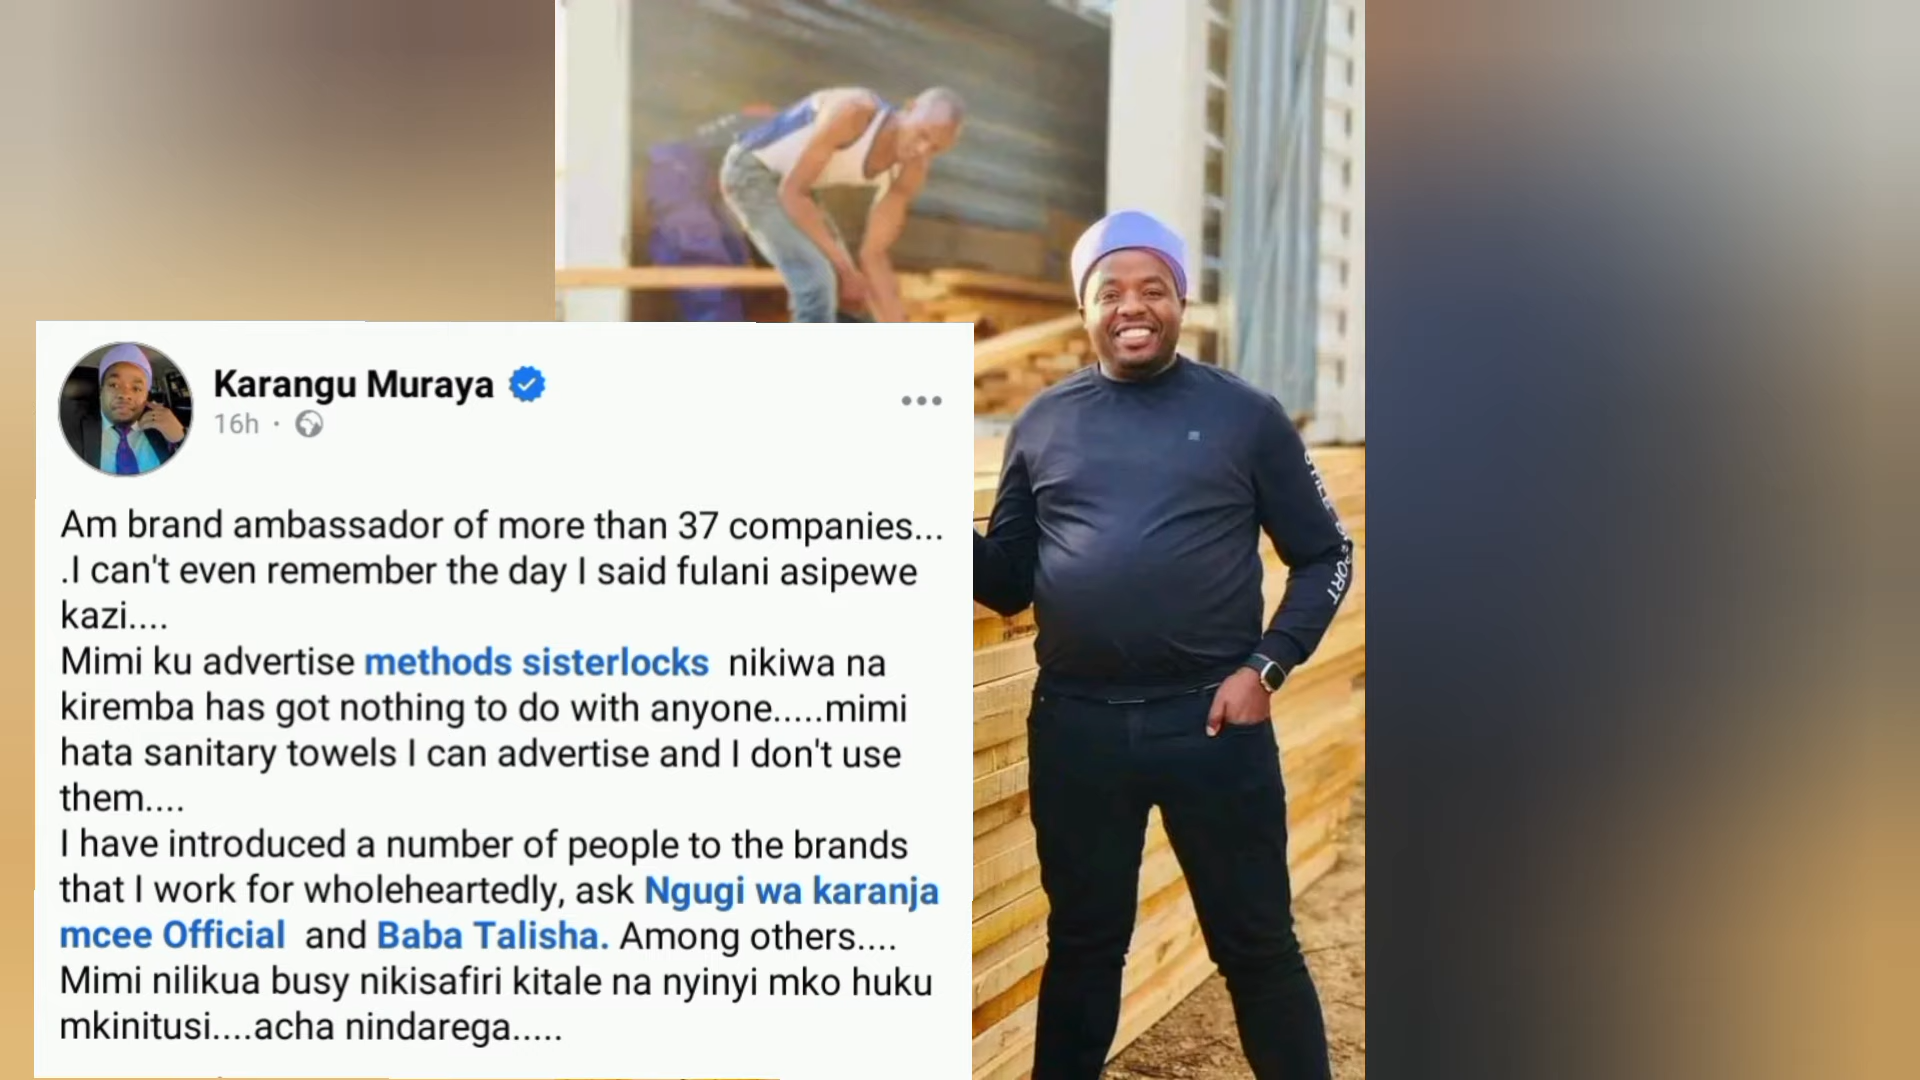 Karangu Muraya
16h
Am brand ambassador of more than 37 companies...
.I can't even remember the day I said fulani asipewe
kazi....
Mimi ku advertise methods sisterlocks nikiwa na
kiremba has got nothing to do with anyone.....mimi
hata sanitary towels I can advertise and I don't use
them....
I have introduced a number of people to the brands
that I work for wholeheartedly, ask Ngugi wa karanja
mcee Official and Baba Talisha. Among others....
Mimi nilikua busy nikisafiri kitale na nyinyi mko huku
mkinitusi....acha nindarega.....